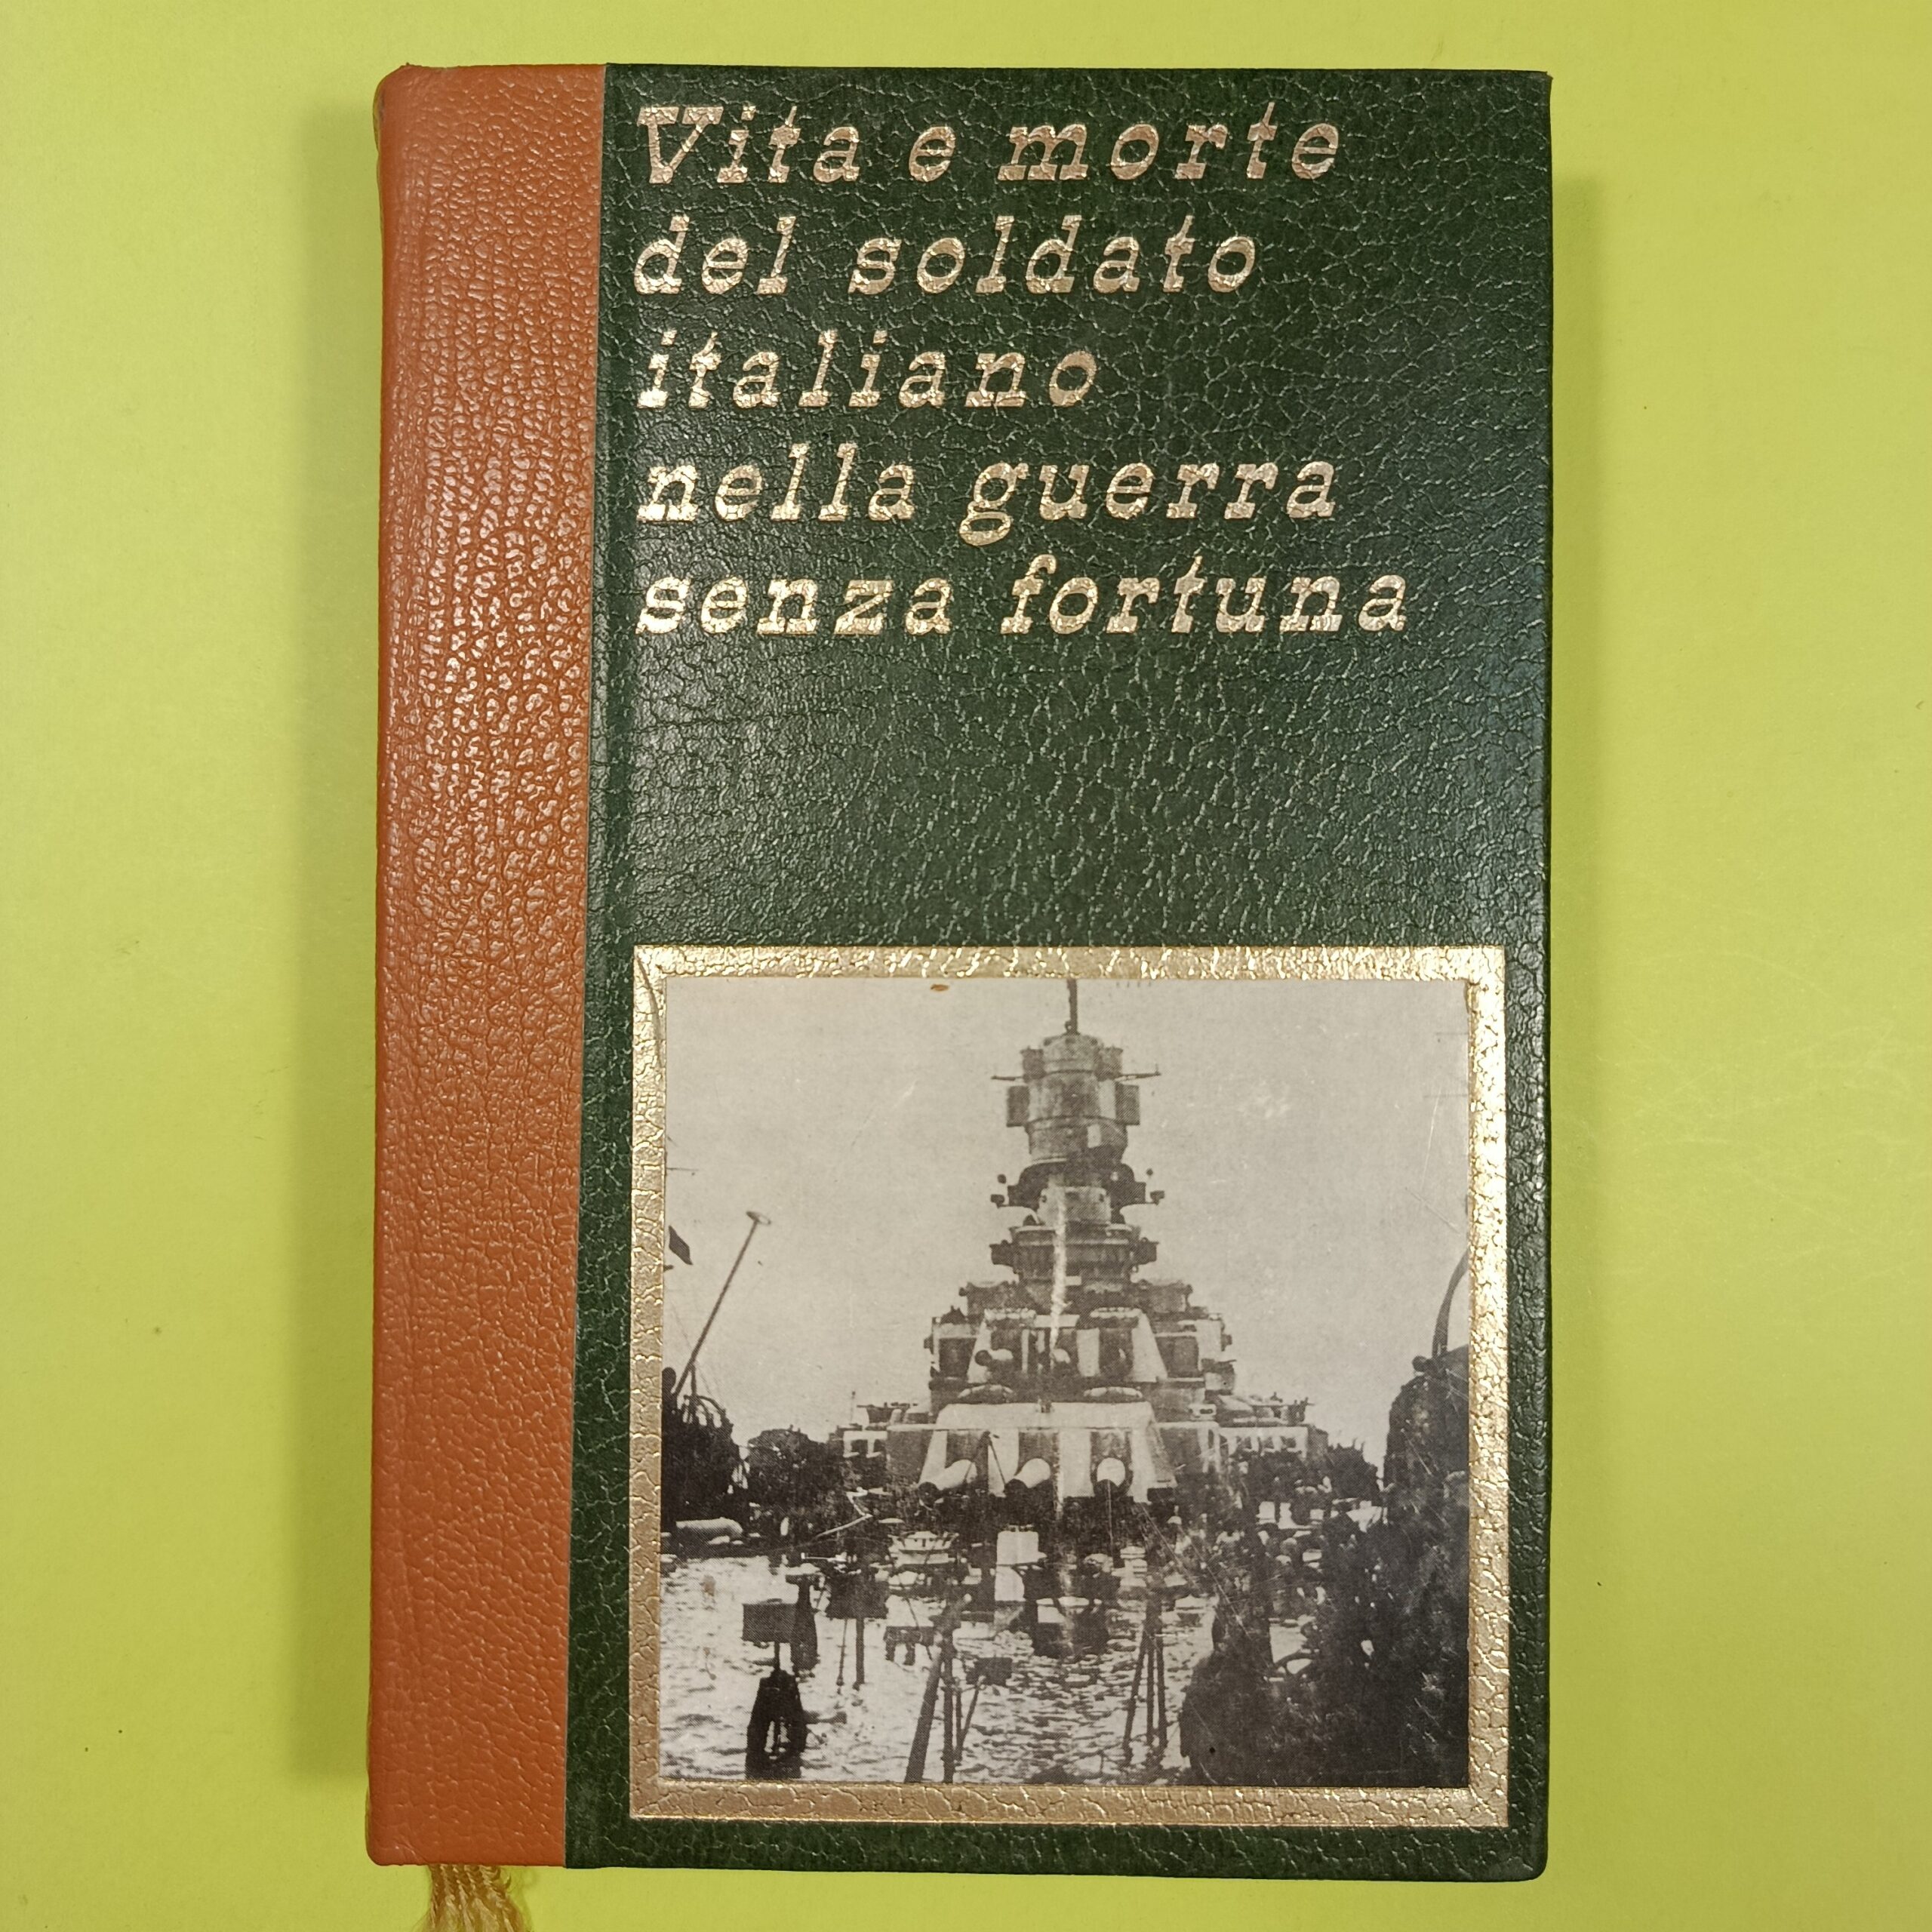 Vita e morte
del soldato
italiano
nella guerra
senza fortuna